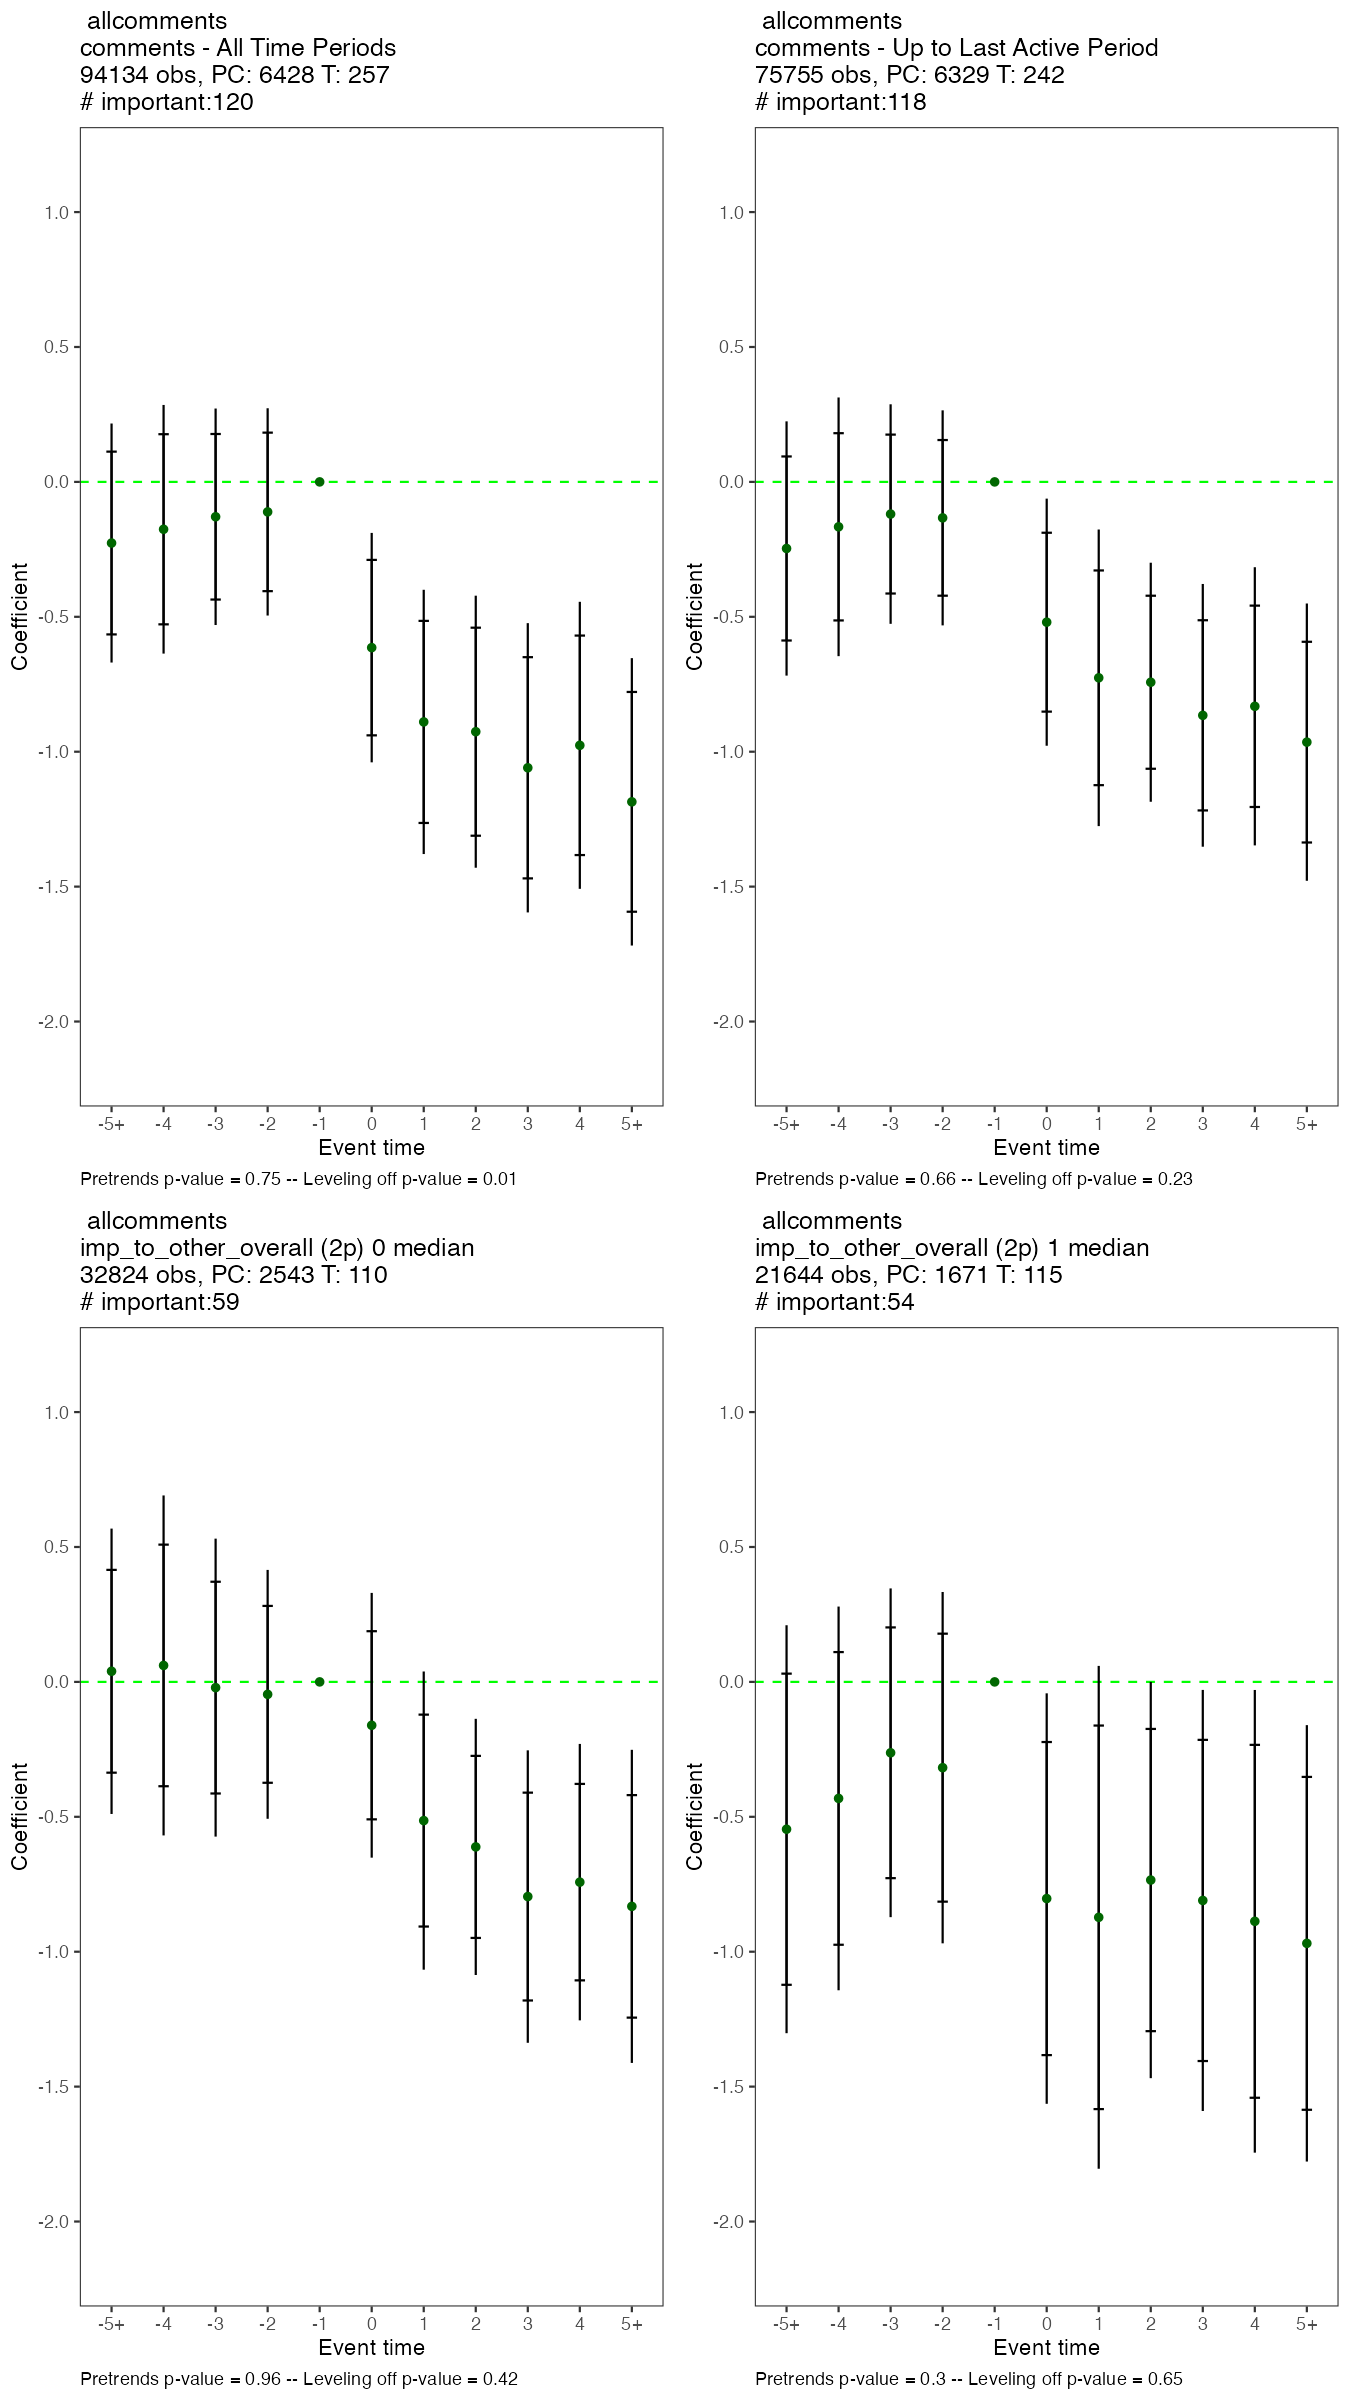 allcomments
comments - All Time Periods
94134 obs, PC: 6428 T: 257
# important:120
1.0
0.5
0.0
-0.5
-1.0
-1.5
-2.0
Coefficient
-5+ -4 -3 -2 -1 0 1 2 3 4 5+
Event time
Pretrends p-value = 0.75 -- Leveling off p-value = 0.01
allcomments
comments - Up to Last Active Period
75755 obs, PC: 6329 T: 242
# important:118
1.0
0.5
0.0
-0.5
-1.0
-1.5
-2.0
Coefficient
-5+ -4 -3 -2 -1 0 1 2 3 4 5+
Event time
Pretrends p-value = 0.66 -- Leveling off p-value = 0.23
allcomments
imp_to_other_overall (2p) 0 median
32824 obs, PC: 2543 T: 110
# important:59
1.0
0.5
0.0
-0.5
-1.0
-1.5
-2.0
Coefficient
-5+ -4 -3 -2 -1 0 1 2 3 4 5+
Event time
Pretrends p-value = 0.96 -- Leveling off p-value = 0.42
allcomments
imp_to_other_overall (2p) 1 median
21644 obs, PC: 1671 T: 115
# important:54
1.0
0.5
0.0
-0.5
-1.0
-1.5
-2.0
Coefficient
-5+ -4 -3 -2 -1 0 1 2 3 4 5+
Event time
Pretrends p-value = 0.3 -- Leveling off p-value = 0.65